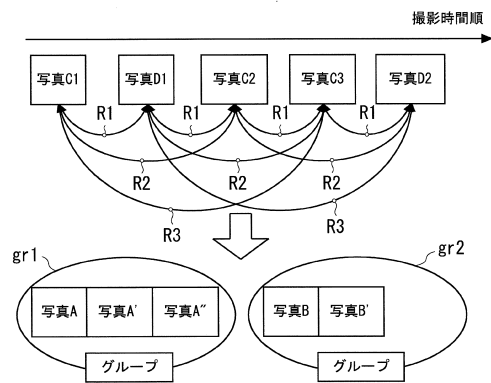 撮影時間順
写真C1 写真D1 写真C2 写真C3 写真D2
R1 R1 R1 R1
R2 R2 R2
R3 R3
gr1 gr2
写真A 写真A' 写真A" 写真B 写真B'
グループ グループ